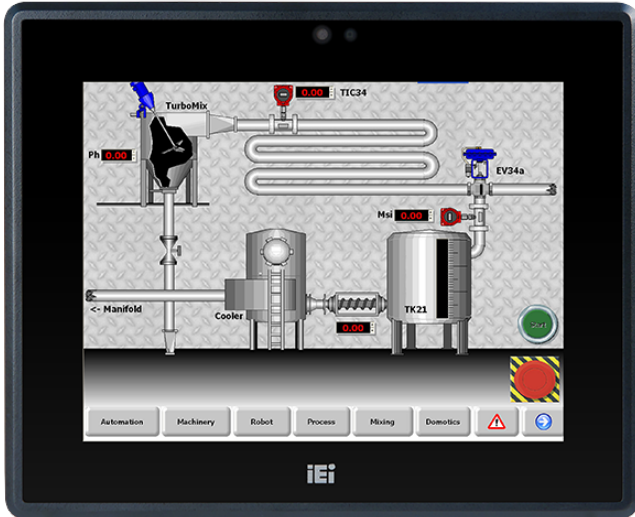 TurboMix
0.00 TIC34
Ph 0.00
EV34a
Msi 0.00
<- Manifold
Cooler
TK21
Start
0.00
Automation Machinery Robot Process Mixing Domotics
iEi